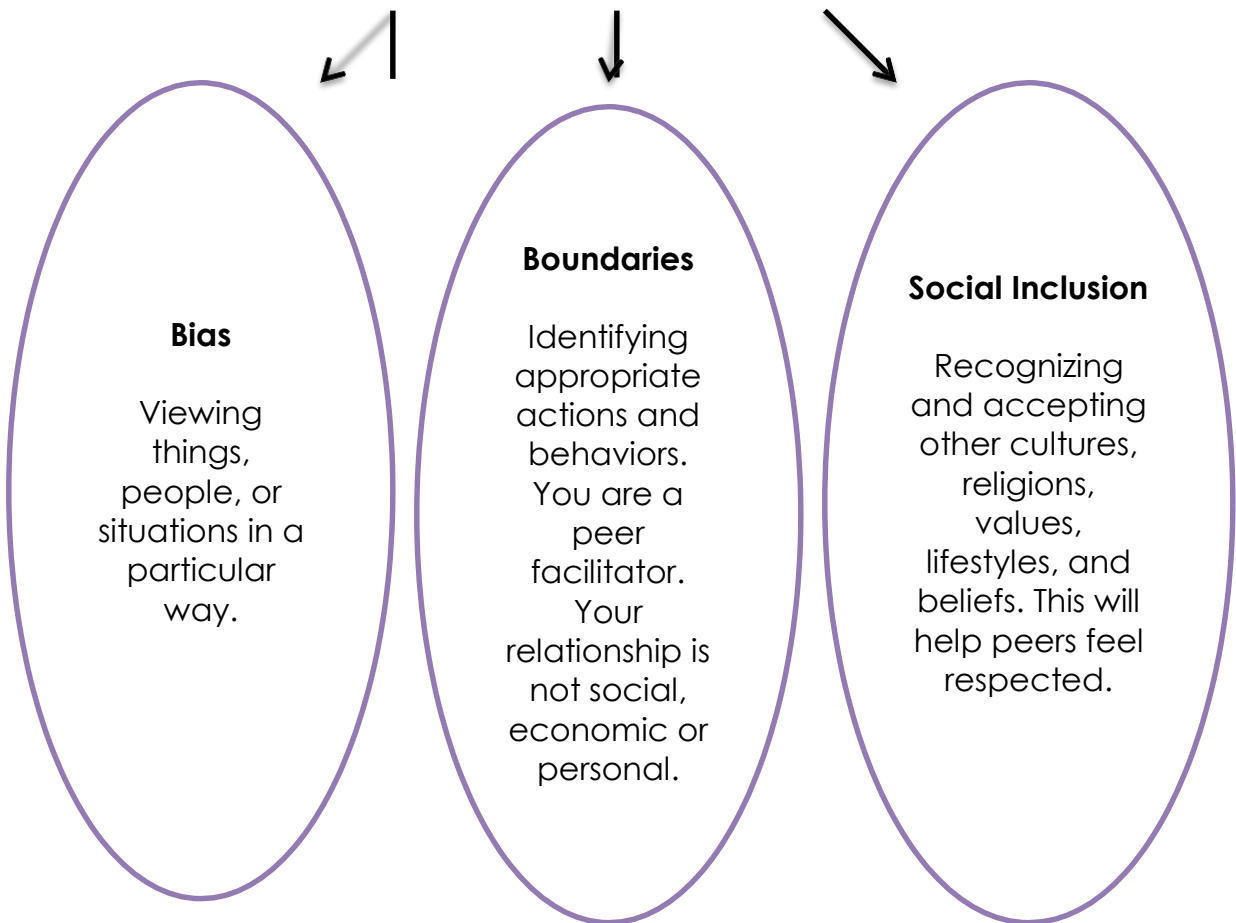 Bias
Viewing
things,
people, or
situations in a
particular
way.
Boundaries
Identifying
appropriate
actions and
behaviors.
You are a
peer
facilitator.
Your
relationship is
not social,
economic or
personal.
Social Inclusion
Recognizing
and accepting
other cultures,
religions,
values,
lifestyles, and
beliefs. This will
help peers feel
respected.